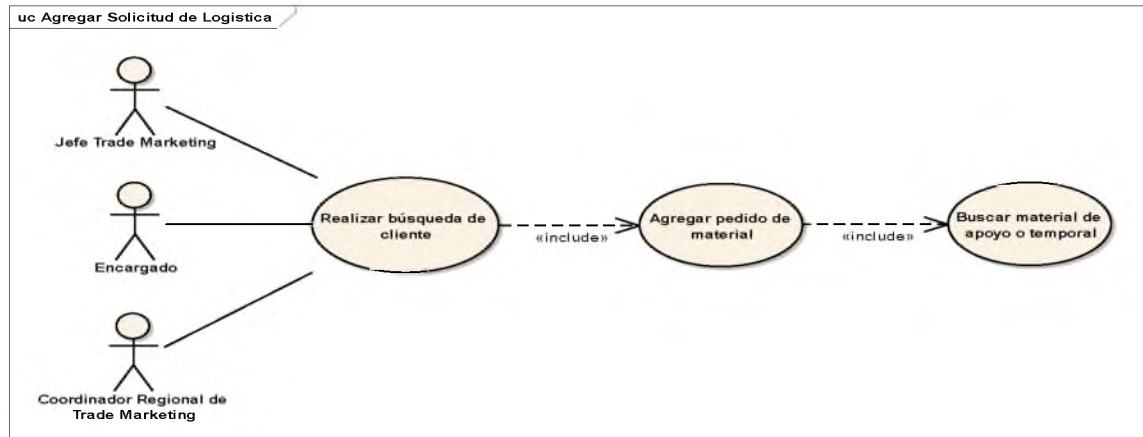 uc Agregar Solicitud de Logistica
Jefe Trade Marketing
Encargado
Coordinador Regional de
Trade Marketing
Realizar búsqueda de
cliente
«include»
Agregar pedido de
material
«include»
Buscar material de
apoyo o temporal